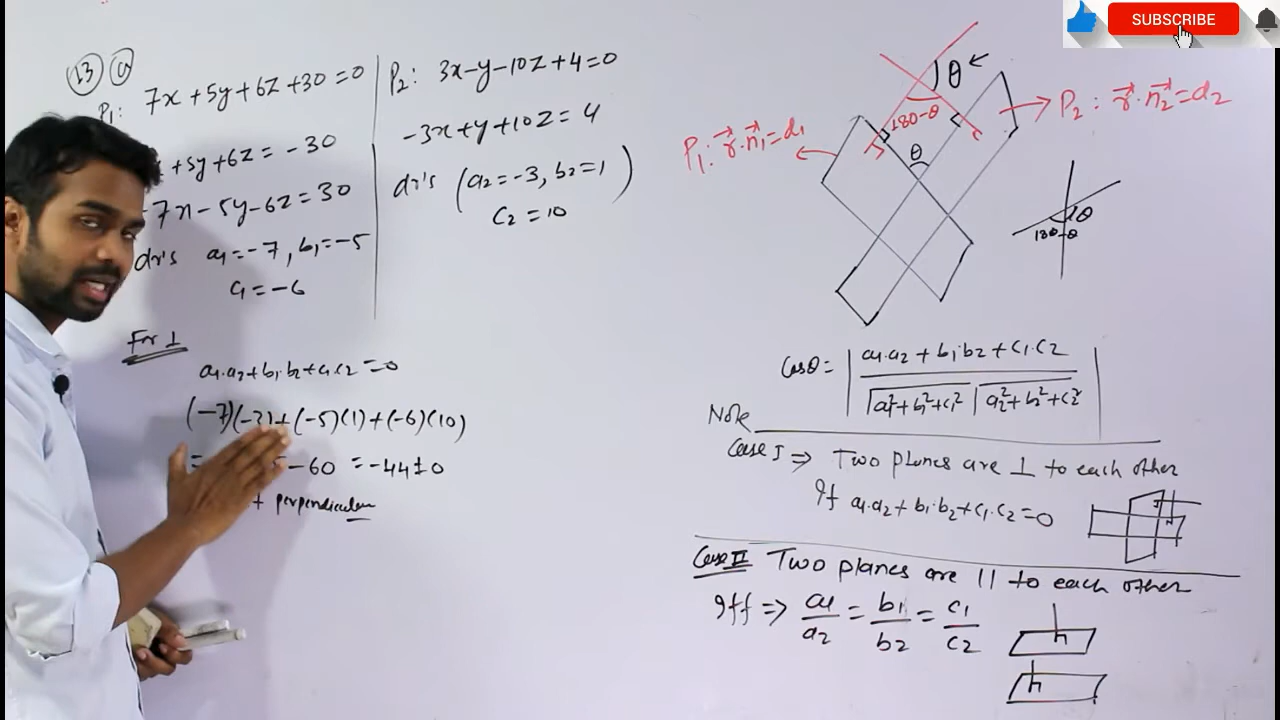 SUBSCRIBE
13 a
P1: 7x+5y+6z+30=0
x+5y+6z=-30
-7x-5y-6z=30
dr's a1=-7, b1=-5
c1=-6
P2: 3x-y-10z+4=0
-3x+y+10z=4
dr's (a2=-3, b2=1)
c2=10
For ⊥
a1.a2+b1.b2+c1.c2=0
(-7)(-3)+(-5)(1)+(-6)(10)
= -60 = -44≠0
perpendicular
θ
180-θ
P1: r⃗.n1⃗=d1
P2: r⃗.n2⃗=d2
θ
θ
180-θ
Cosθ = |a1.a2+b1.b2+c1.c2 / √a1²+b1²+c1² √a2²+b2²+c2²|
Note
Case I ⇒ Two planes are ⊥ to each other
If a1.a2+b1.b2+c1.c2=0
Case II Two planes are || to each other
Iff ⇒ a1/a2 = b1/b2 = c1/c2